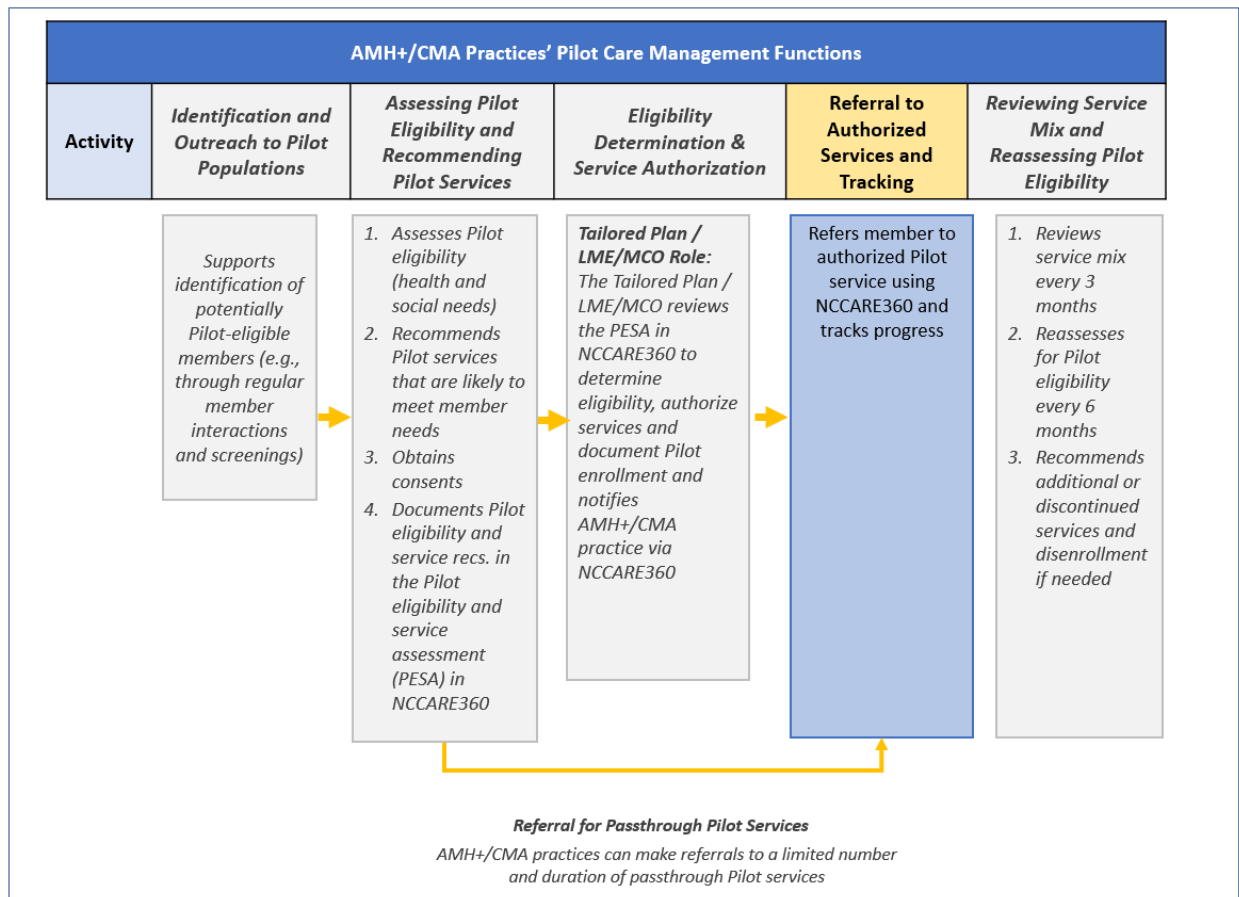 AMH+/CMA Practices' Pilot Care Management Functions
Activity
Identification and
Outreach to Pilot
Populations
Assessing Pilot
Eligibility and
Recommending
Pilot Services
Eligibility
Determination &
Service Authorization
Referral to
Authorized
Services and
Tracking
Reviewing Service
Mix and
Reassessing Pilot
Eligibility
Supports
identification of
potentially
Pilot-eligible
members (e.g.,
through regular
member
interactions
and screenings)
1. Assesses Pilot
eligibility
(health and
social needs)
2. Recommends
Pilot services
that are likely to
meet member
needs
3. Obtains
consents
4. Documents Pilot
eligibility and
service recs. in
the Pilot
eligibility and
service
assessment
(PESA) in
NCCARE360
Tailored Plan /
LME/MCO Role:
The Tailored Plan /
LME/MCO reviews
the PESA in
NCCARE360 to
determine
eligibility, authorize
services and
document Pilot
enrollment and
notifies
AMH+/CMA
practice via
NCCARE360
Refers member to
authorized Pilot
service using
NCCARE360 and
tracks progress
1. Reviews
service mix
every 3
months
2. Reassesses for
Pilot
eligibility
every 6
months
3. Recommends
additional or
discontinued
services and
disenrollment
if needed
Referral for Passthrough Pilot Services
AMH+/CMA practices can make referrals to a limited number
and duration of passthrough Pilot services